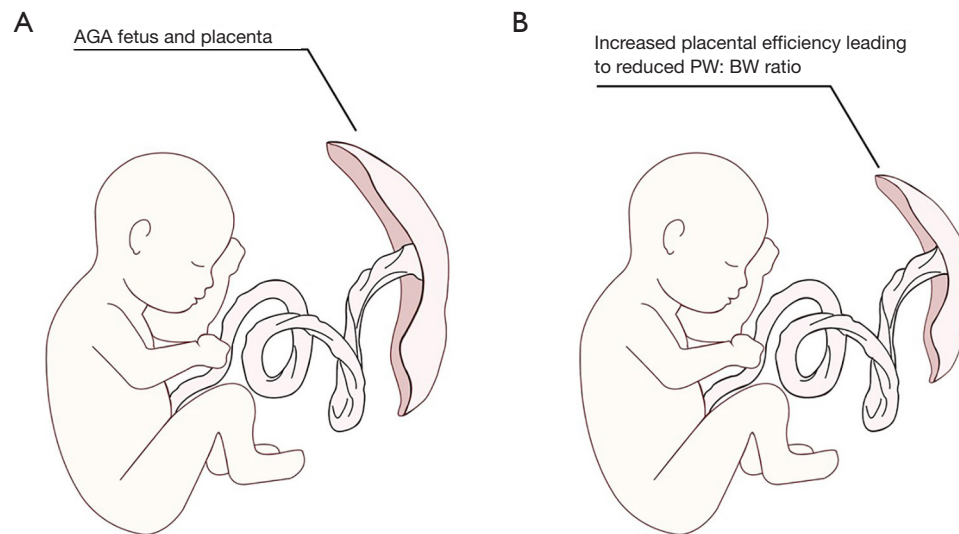 A
AGA fetus and placenta
B
Increased placental efficiency leading
to reduced PW: BW ratio